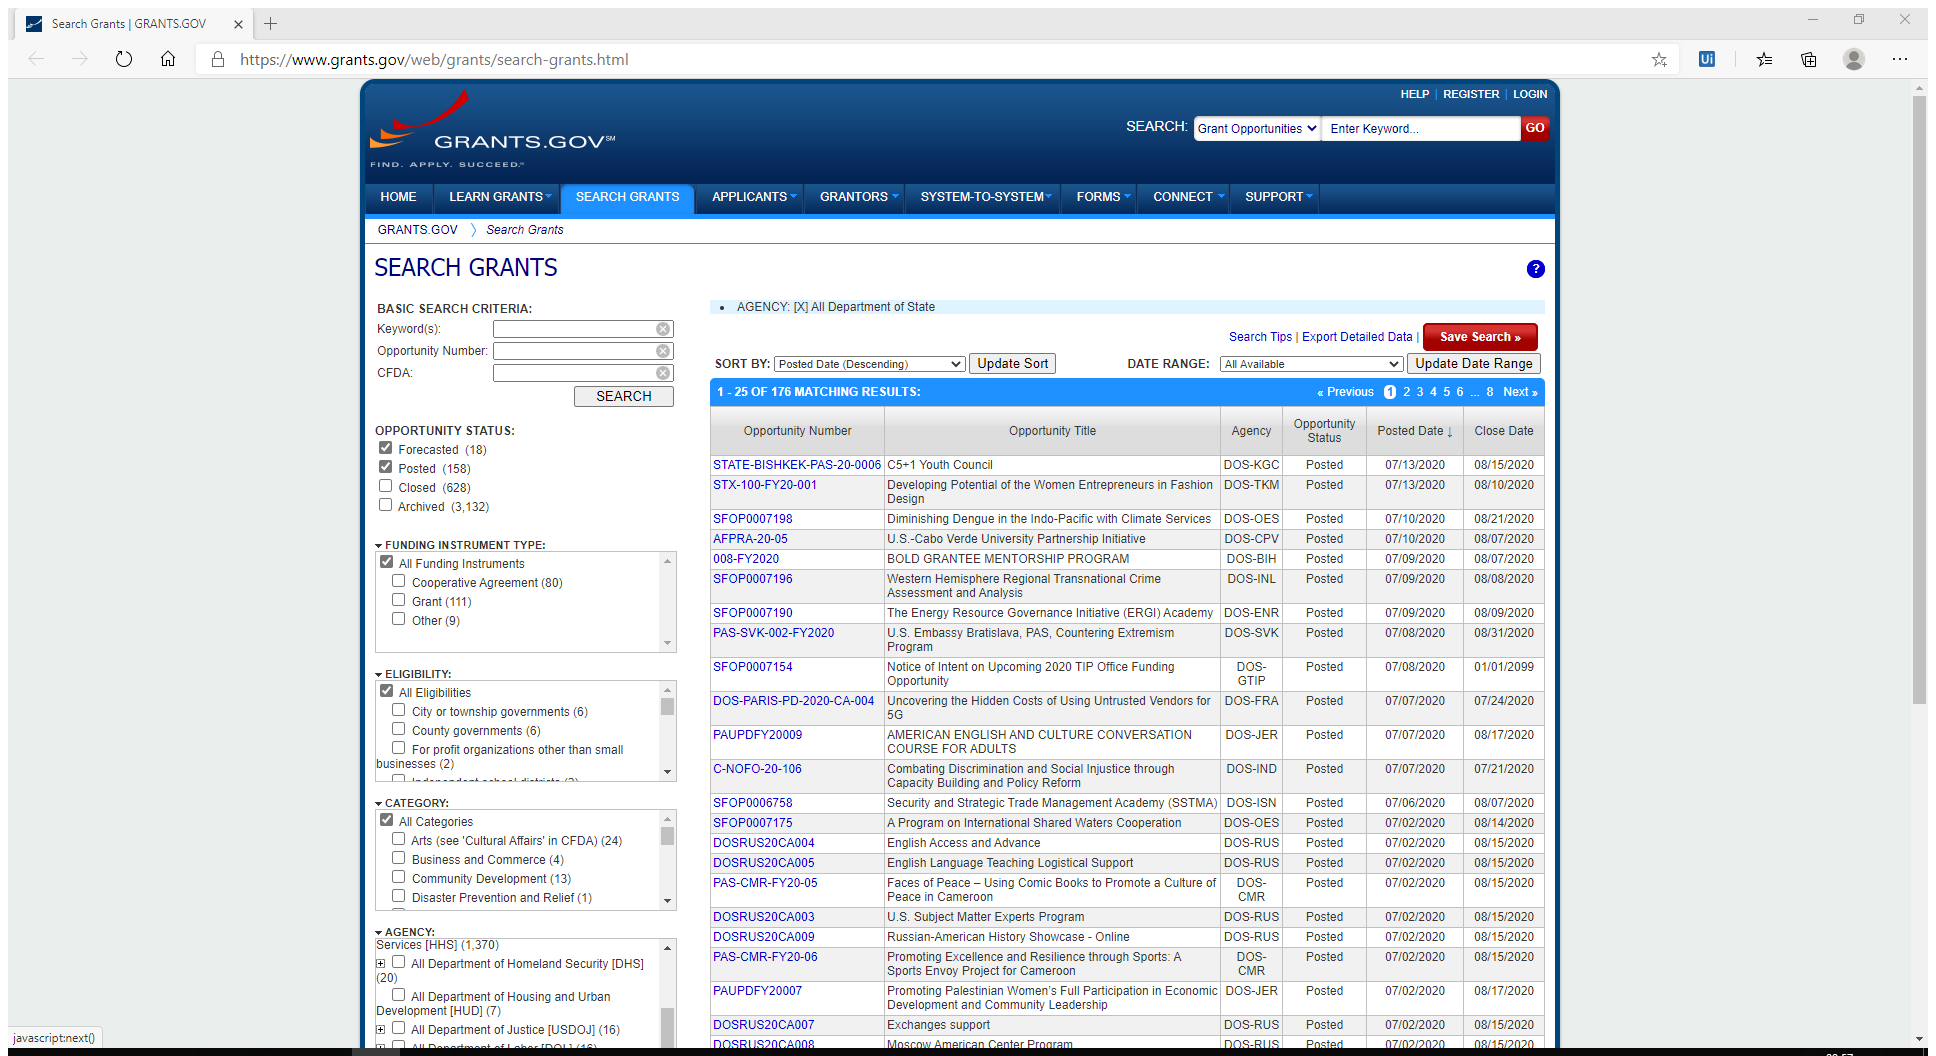 Search Grants | GRANTS.GOV
https://www.grants.gov/web/grants/search-grants.html
Ui
HELP | REGISTER | LOGIN
SEARCH: Grant Opportunities Enter Keyword... GO
GRANTS.GOV℠
FIND. APPLY. SUCCEED.
HOME LEARN GRANTS SEARCH GRANTS APPLICANTS GRANTORS SYSTEM-TO-SYSTEM FORMS CONNECT SUPPORT
GRANTS.GOV 〉 Search Grants
SEARCH GRANTS
?
BASIC SEARCH CRITERIA:
Keyword(s):
Opportunity Number:
CFDA:
SEARCH
OPPORTUNITY STATUS:
Forecasted (18)
Posted (158)
Closed (628)
Archived (3,132)
FUNDING INSTRUMENT TYPE:
All Funding Instruments
Cooperative Agreement (80)
Grant (111)
Other (9)
ELIGIBILITY:
All Eligibilities
City or township governments (6)
County governments (6)
For profit organizations other than small
businesses (2)
Independent school districts (2)
CATEGORY:
All Categories
Arts (see 'Cultural Affairs' in CFDA) (24)
Business and Commerce (4)
Community Development (13)
Disaster Prevention and Relief (1)
AGENCY:
Services [HHS] (1,370)
All Department of Homeland Security [DHS]
(20)
All Department of Housing and Urban
Development [HUD] (7)
All Department of Justice [USDOJ] (16)
All Department of Labor [DOL] (16)
javascript:next()
• AGENCY: [X] All Department of State
Search Tips | Export Detailed Data | Save Search »
SORT BY: Posted Date (Descending) Update Sort DATE RANGE: All Available Update Date Range
1 - 25 OF 176 MATCHING RESULTS: « Previous 1 2 3 4 5 6 ... 8 Next »
Opportunity Number Opportunity Title Agency Opportunity Status Posted Date ↓ Close Date
STATE-BISHKEK-PAS-20-0006 C5+1 Youth Council DOS-KGC Posted 07/13/2020 08/15/2020
STX-100-FY20-001 Developing Potential of the Women Entrepreneurs in Fashion DOS-TKM Posted 07/13/2020 08/10/2020
Design
SFOP0007198 Diminishing Dengue in the Indo-Pacific with Climate Services DOS-OES Posted 07/10/2020 08/21/2020
AFPRA-20-05 U.S.-Cabo Verde University Partnership Initiative DOS-CPV Posted 07/10/2020 08/07/2020
008-FY2020 BOLD GRANTEE MENTORSHIP PROGRAM DOS-BIH Posted 07/09/2020 08/07/2020
SFOP0007196 Western Hemisphere Regional Transnational Crime DOS-INL Posted 07/09/2020 08/08/2020
Assessment and Analysis
SFOP0007190 The Energy Resource Governance Initiative (ERGI) Academy DOS-ENR Posted 07/09/2020 08/09/2020
PAS-SVK-002-FY2020 U.S. Embassy Bratislava, PAS, Countering Extremism DOS-SVK Posted 07/08/2020 08/31/2020
Program
SFOP0007154 Notice of Intent on Upcoming 2020 TIP Office Funding DOS- Posted 07/08/2020 01/01/2099
Opportunity GTIP
DOS-PARIS-PD-2020-CA-004 Uncovering the Hidden Costs of Using Untrusted Vendors for DOS-FRA Posted 07/07/2020 07/24/2020
5G
PAUPDFY20009 AMERICAN ENGLISH AND CULTURE CONVERSATION DOS-JER Posted 07/07/2020 08/17/2020
COURSE FOR ADULTS
C-NOFO-20-106 Combating Discrimination and Social Injustice through DOS-IND Posted 07/07/2020 07/21/2020
Capacity Building and Policy Reform
SFOP0006758 Security and Strategic Trade Management Academy (SSTMA) DOS-ISN Posted 07/06/2020 08/07/2020
SFOP0007175 A Program on International Shared Waters Cooperation DOS-OES Posted 07/02/2020 08/14/2020
DOSRUS20CA004 English Access and Advance DOS-RUS Posted 07/02/2020 08/15/2020
DOSRUS20CA005 English Language Teaching Logistical Support DOS-RUS Posted 07/02/2020 08/15/2020
PAS-CMR-FY20-05 Faces of Peace – Using Comic Books to Promote a Culture of DOS- Posted 07/02/2020 08/15/2020
Peace in Cameroon CMR
DOSRUS20CA003 U.S. Subject Matter Experts Program DOS-RUS Posted 07/02/2020 08/15/2020
DOSRUS20CA009 Russian-American History Showcase - Online DOS-RUS Posted 07/02/2020 08/15/2020
PAS-CMR-FY20-06 Promoting Excellence and Resilience through Sports: A DOS- Posted 07/02/2020 08/15/2020
Sports Envoy Project for Cameroon CMR
PAUPDFY20007 Promoting Palestinian Women's Full Participation in Economic DOS-JER Posted 07/02/2020 08/17/2020
Development and Community Leadership
DOSRUS20CA007 Exchanges support DOS-RUS Posted 07/02/2020 08/15/2020
DOSRUS20CA008 Moscow American Center Program DOS-RUS Posted 07/02/2020 08/15/2020